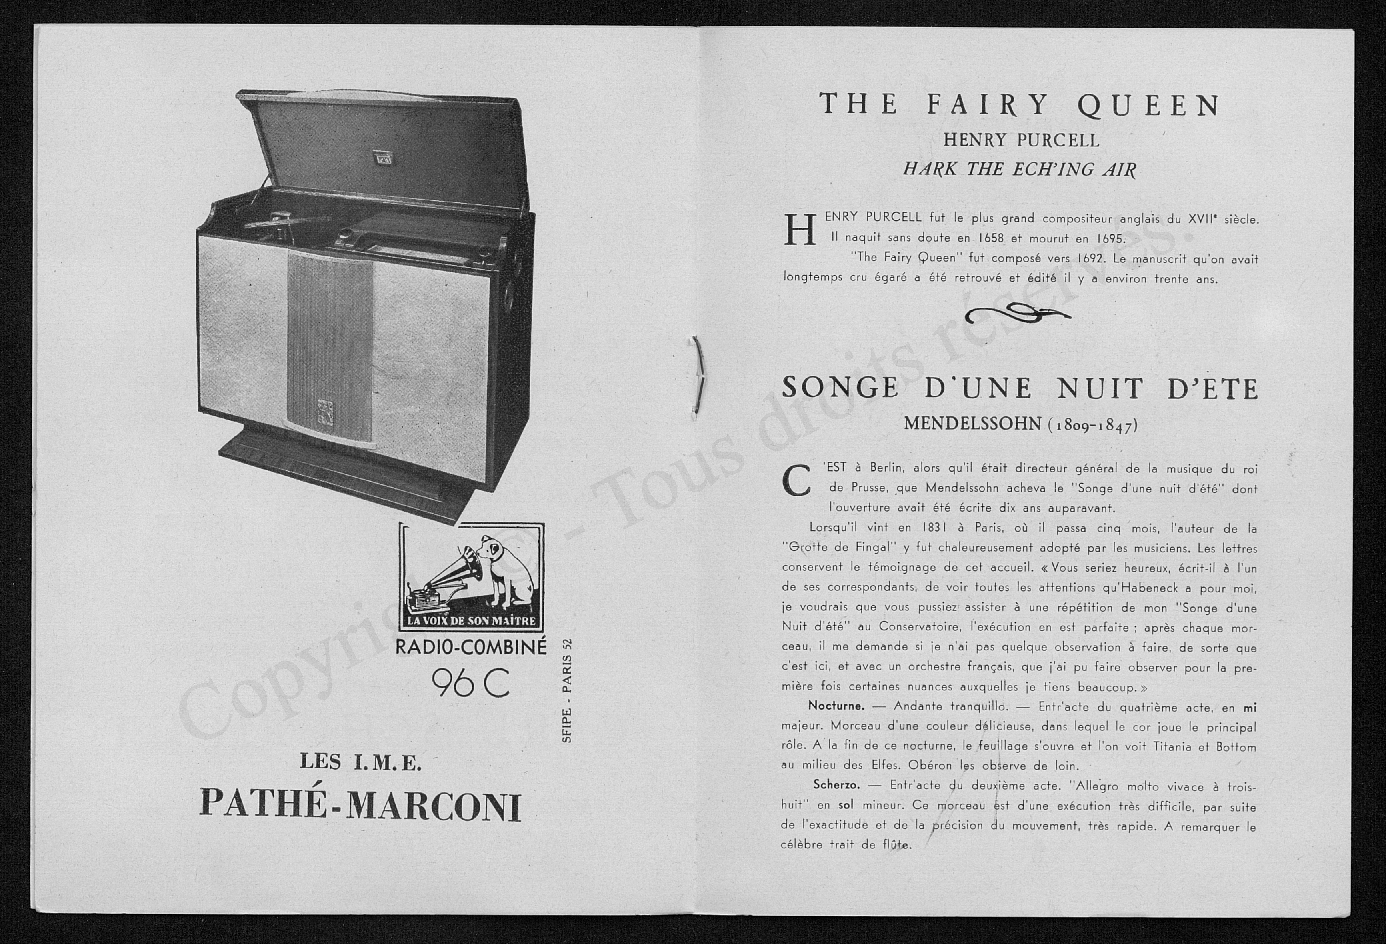 LA VOIX DE SON MAÎTRE
RADIO-COMBINÉ
96 C
SFIPE - PARIS 52
LES I.M.E.
PATHÉ-MARCONI
THE FAIRY QUEEN
HENRY PURCELL
HARK THE ECH'ING AIR
HENRY PURCELL fut le plus grand compositeur anglais du XVIIe siècle.
Il naquit sans doute en 1658 et mourut en 1695.
"The Fairy Queen" fut composé vers 1692. Le manuscrit qu'on avait
longtemps cru égaré a été retrouvé et édité il y a environ trente ans.
SONGE D'UNE NUIT D'ETE
MENDELSSOHN (1809-1847)
C'EST à Berlin, alors qu'il était directeur général de la musique du roi
de Prusse, que Mendelssohn acheva le "Songe d'une nuit d'été" dont
l'ouverture avait été écrite dix ans auparavant.
Lorsqu'il vint en 1831 à Paris, où il passa cinq mois, l'auteur de la
"Grotte de Fingal" y fut chaleureusement adopté par les musiciens. Les lettres
conservent le témoignage de cet accueil. « Vous seriez heureux, écrit-il à l'un
de ses correspondants, de voir toutes les attentions qu'Habeneck a pour moi,
je voudrais que vous pussiez assister à une répétition de mon "Songe d'une
Nuit d'été" au Conservatoire, l'exécution en est parfaite ; après chaque mor-
ceau, il me demande si je n'ai pas quelque observation à faire, de sorte que
c'est ici, et avec un orchestre français, que j'ai pu faire observer pour la pre-
mière fois certaines nuances auxquelles je tiens beaucoup. »
Nocturne. — Andante tranquillo. — Entr'acte du quatrième acte, en mi
majeur. Morceau d'une couleur délicieuse, dans lequel le cor joue le principal
rôle. A la fin de ce nocturne, le feuillage s'ouvre et l'on voit Titania et Bottom
au milieu des Elfes. Obéron les observe de loin.
Scherzo. — Entr'acte du deuxième acte. "Allegro molto vivace à trois-
huit" en sol mineur. Ce morceau est d'une exécution très difficile, par suite
de l'exactitude et de la précision du mouvement, très rapide. A remarquer le
célèbre trait de flûte.
Copyright © - Tous droits réservés.